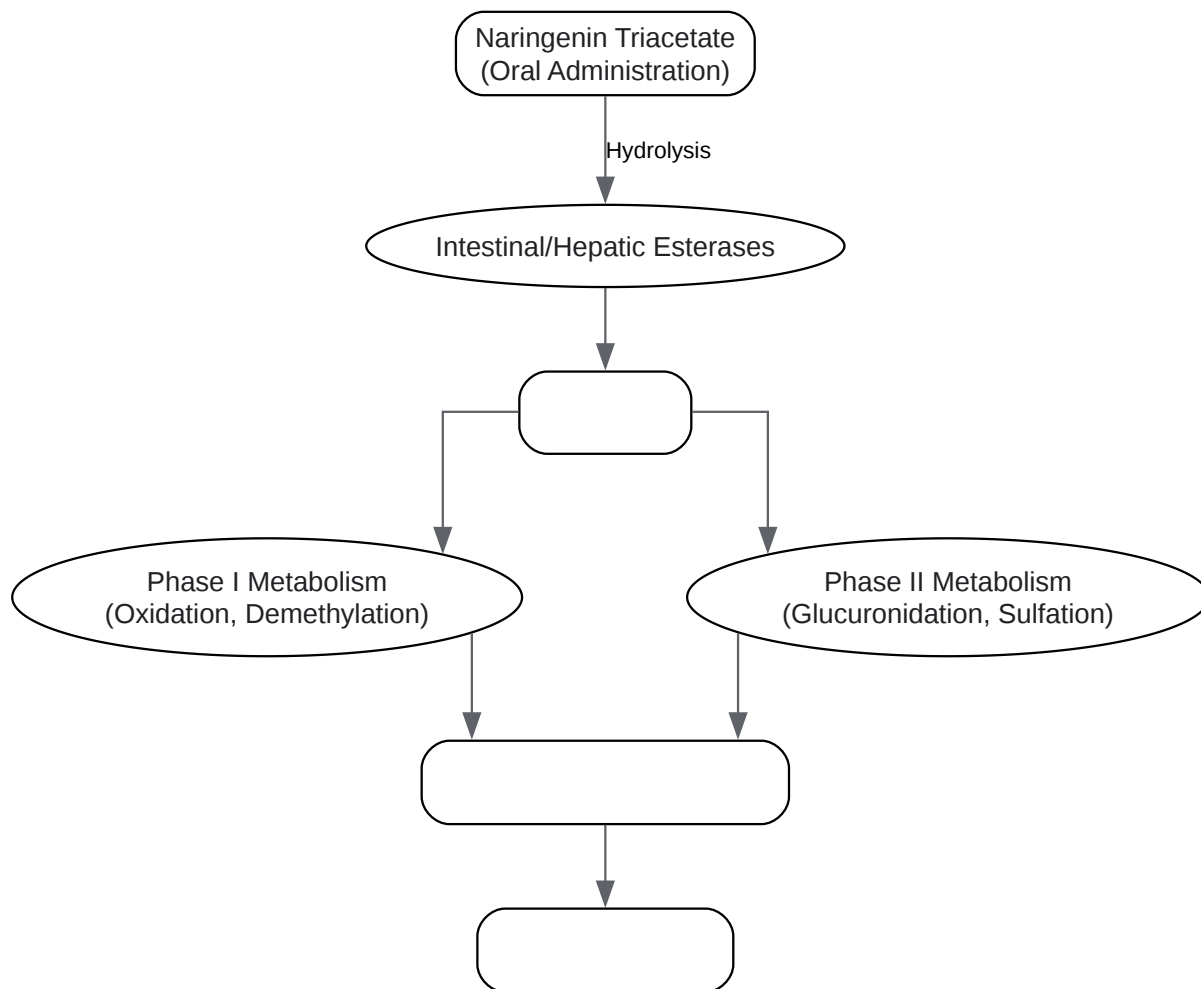 Naringenin Triacetate
(Oral Administration)
Hydrolysis
Intestinal/Hepatic Esterases
Phase I Metabolism
(Oxidation, Demethylation)
Phase II Metabolism
(Glucuronidation, Sulfation)